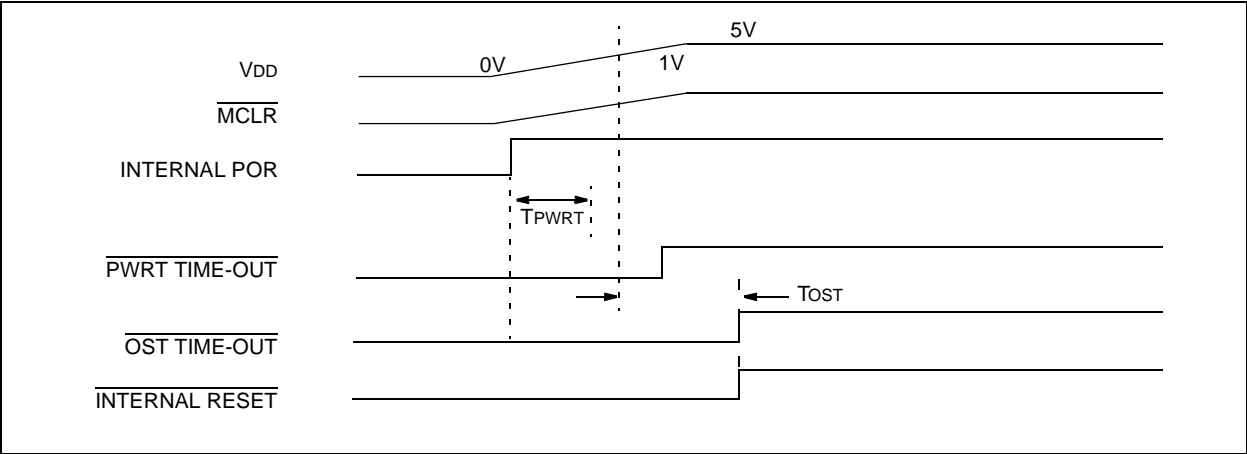 5V
VDD 0V 1V
MCLR
INTERNAL POR
TPWRT
PWRT TIME-OUT
TOST
OST TIME-OUT
INTERNAL RESET